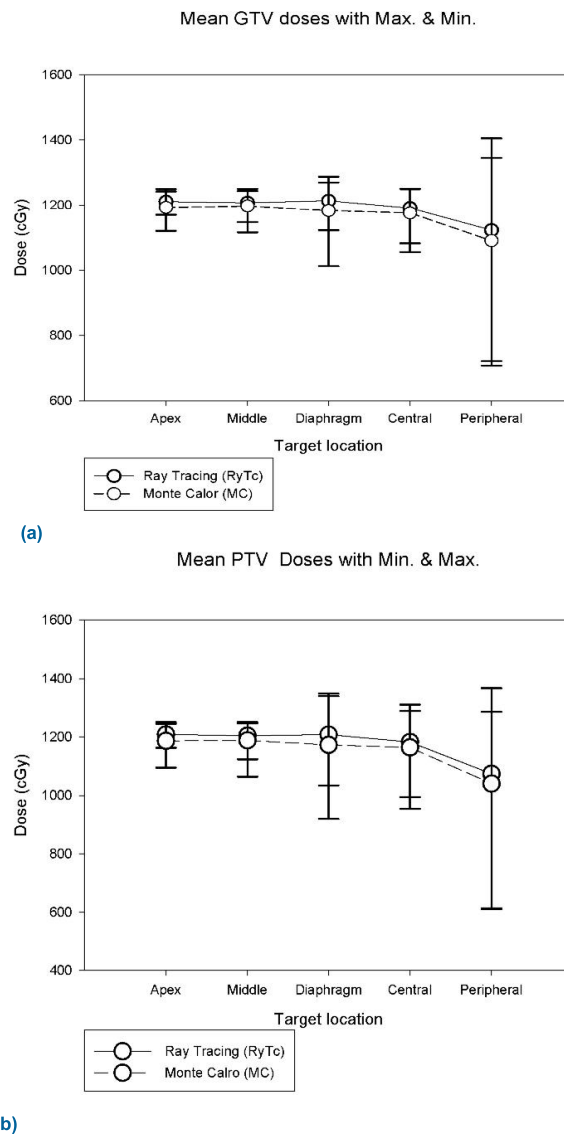 Mean GTV doses with Max. & Min.
1600
1400
1200
1000
800
600
Dose (cGy)
Apex Middle Diaphragm Central Peripheral
Target location
Ray Tracing (RyTc)
Monte Calor (MC)
(a)
Mean PTV Doses with Min. & Max.
1600
1400
1200
1000
800
600
400
Dose (cGy)
Apex Middle Diaphragm Central Peripheral
Target location
Ray Tracing (RyTc)
Monte Calro (MC)
b)